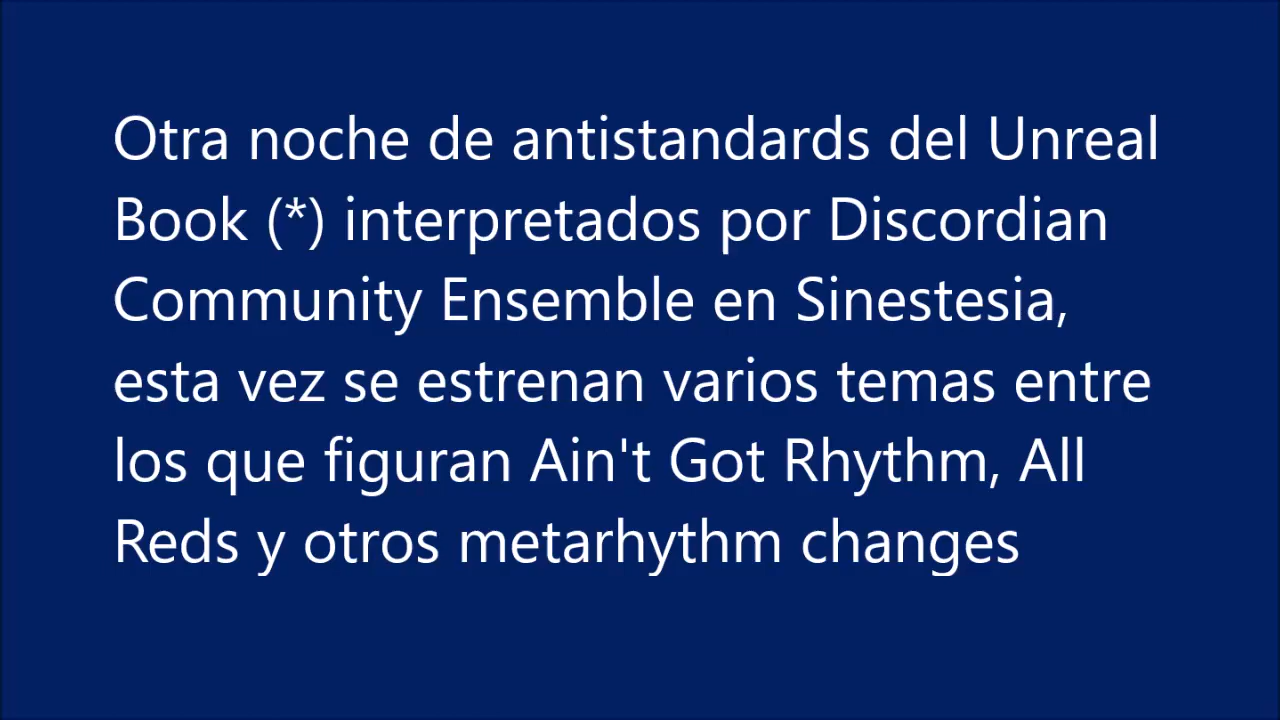 Otra noche de antistandards del Unreal
Book (*) interpretados por Discordian
Community Ensemble en Sinestesia,
esta vez se estrenan varios temas entre
los que figuran Ain't Got Rhythm, All
Reds y otros metarhythm changes